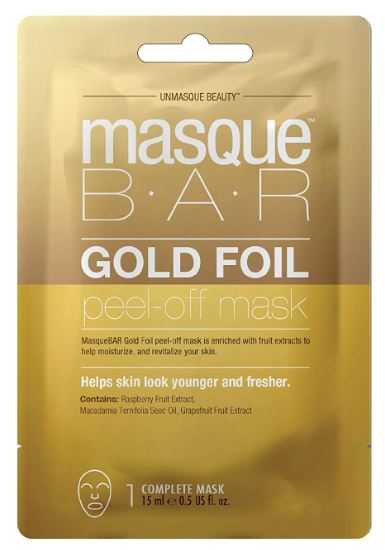 UNMASQUE BEAUTY™
masque™
B·A·R
GOLD FOIL
peel-off mask
MasqueBAR Gold Foil peel-off mask is enriched with fruit extracts to
help moisturize, and revitalize your skin.
Helps skin look younger and fresher.
Contains: Raspberry Fruit Extract,
Macadamia Ternifolia Seed Oil, Grapefruit Fruit Extract
1 COMPLETE MASK
15 ml ℮ 0.5 US fl. oz.